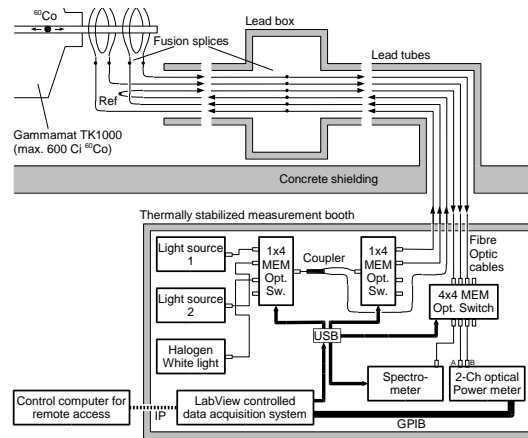 60Co
Lead box
Fusion splices
Lead tubes
Ref
Gammamat TK1000
(max. 600 Ci 60Co)
Concrete shielding
Thermally stabilized measurement booth
Light source
1
1x4
MEM
Opt.
Sw.
Coupler
1x4
MEM
Opt.
Sw.
Fibre
Optic
cables
Light source
2
4x4 MEM
Opt. Switch
USB
Halogen
White light
A
B
Spectro-
meter
2-Ch optical
Power meter
Control computer for
remote access
IP
LabView controlled
data acquisition system
GPIB